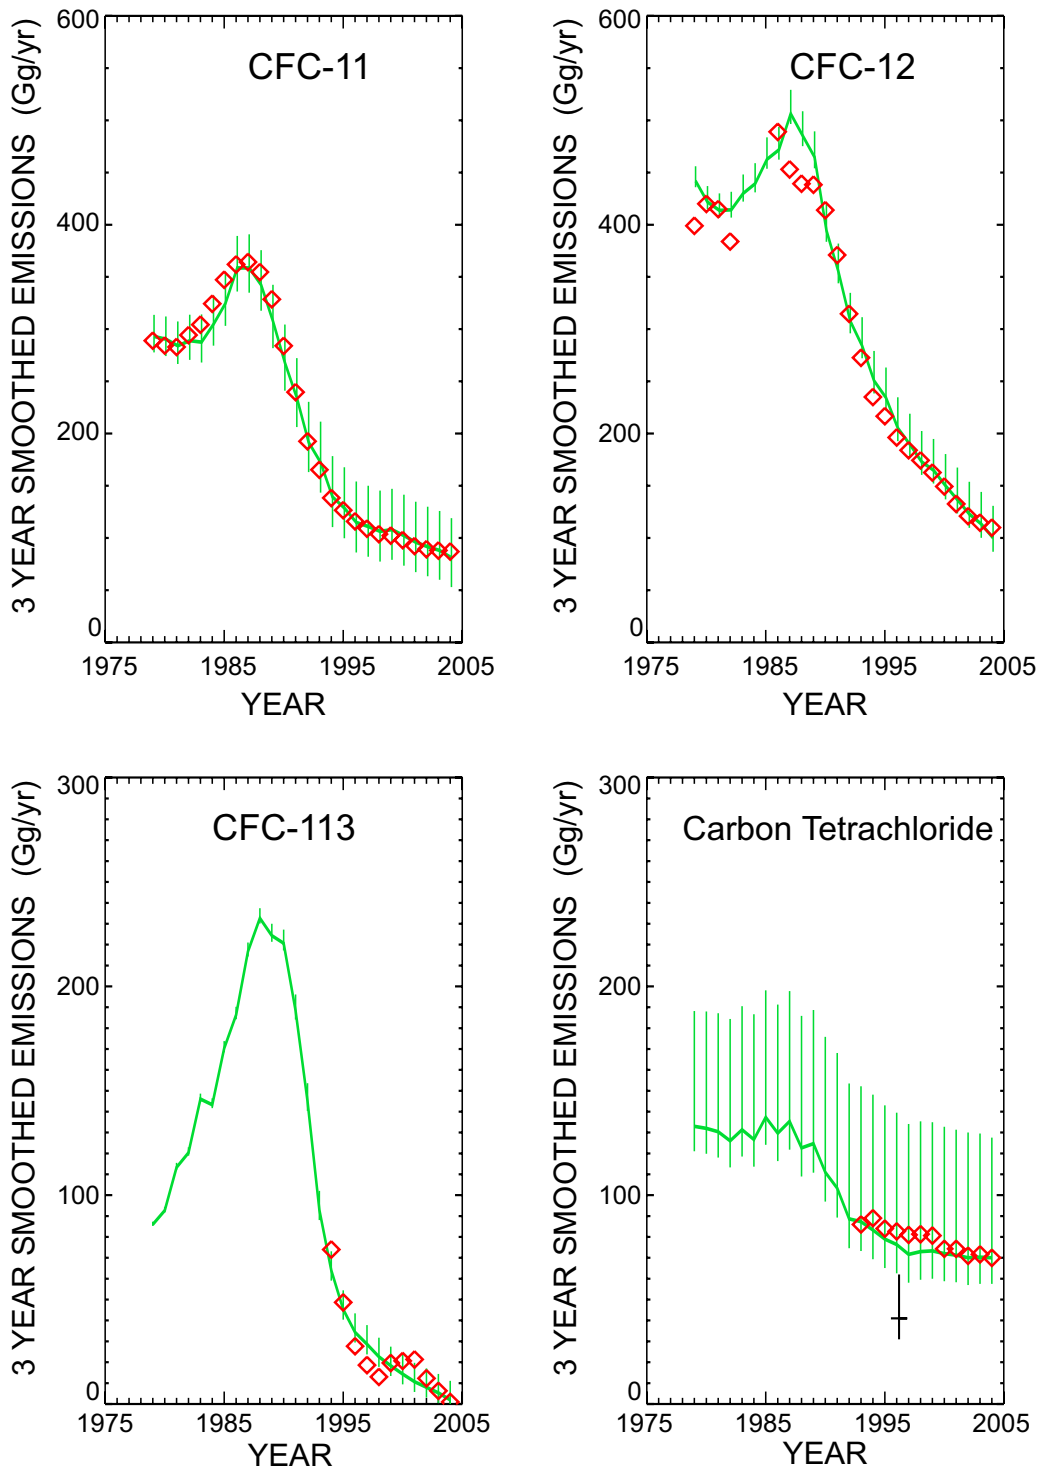 CFC-11
3 YEAR SMOOTHED EMISSIONS (Gg/yr)
600
400
200
0
1975 1985 1995 2005
YEAR
CFC-12
3 YEAR SMOOTHED EMISSIONS (Gg/yr)
600
400
200
0
1975 1985 1995 2005
YEAR
CFC-113
3 YEAR SMOOTHED EMISSIONS (Gg/yr)
300
200
100
0
1975 1985 1995 2005
YEAR
Carbon Tetrachloride
3 YEAR SMOOTHED EMISSIONS (Gg/yr)
300
200
100
0
1975 1985 1995 2005
YEAR